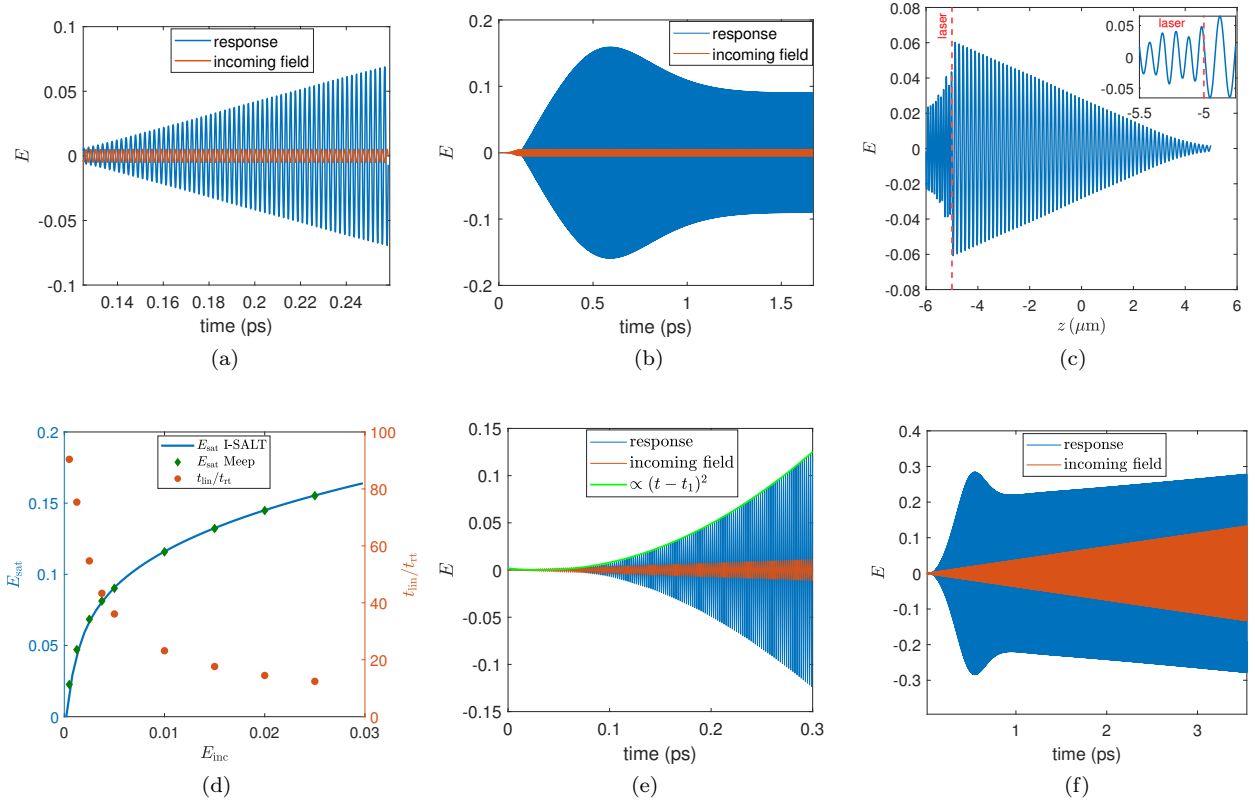 0.1
0.05
0
-0.05
-0.1
E
response
incoming field
0.14 0.16 0.18 0.2 0.22 0.24
time (ps)
(a)
0.2
0.1
0
-0.1
-0.2
E
response
incoming field
0 0.5 1 1.5
time (ps)
(b)
0.08
0.06
0.04
0.02
0
-0.02
-0.04
-0.06
-0.08
E
laser
laser
0.05
0
-0.05
-5.5 -5
-6 -4 -2 0 2 4 6
z (μm)
(c)
0.2
0.15
0.1
0.05
0
E_sat
E_sat I-SALT
E_sat Meep
t_lin/t_rt
100
80
60
40
20
0
t_lin/t_rt
0 0.01 0.02 0.03
E_inc
(d)
0.15
0.1
0.05
0
-0.05
-0.1
-0.15
E
response
incoming field
∝ (t − t₁)²
0 0.1 0.2 0.3
time (ps)
(e)
0.4
0.3
0.2
0.1
0
-0.1
-0.2
-0.3
E
response
incoming field
1 2 3
time (ps)
(f)